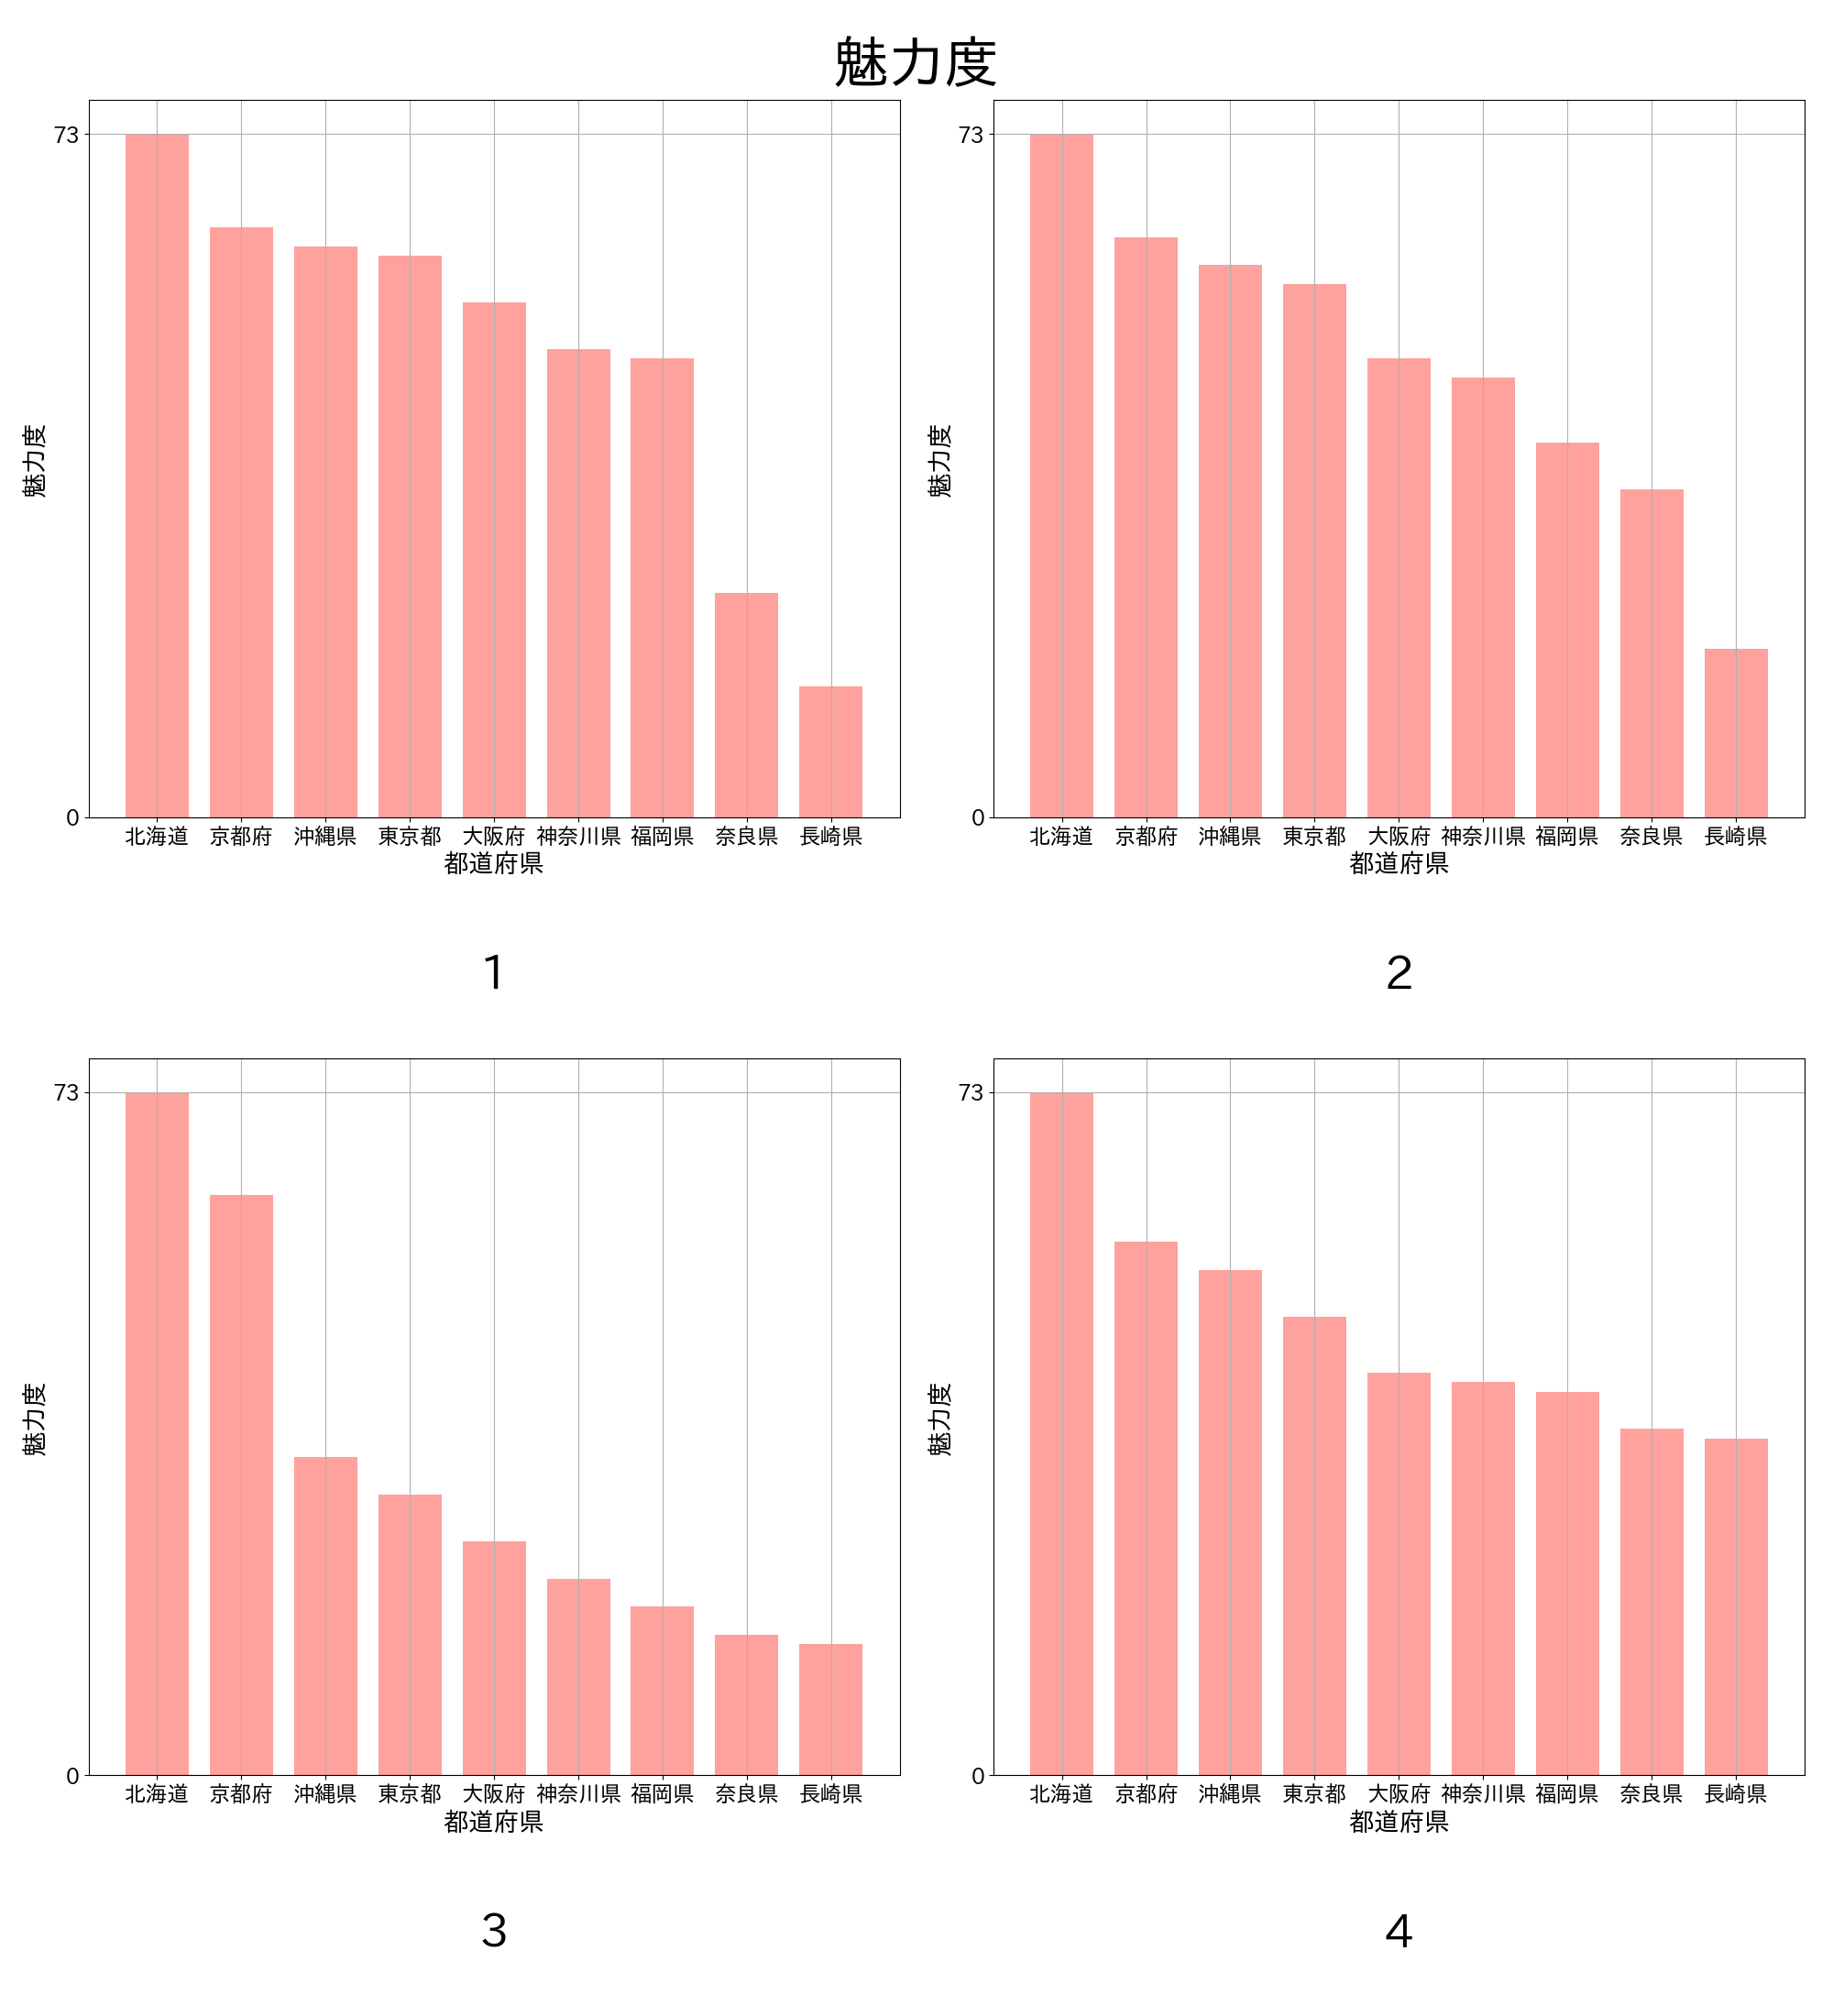 魅力度
73
0
魅力度
北海道 京都府 沖縄県 東京都 大阪府 神奈川県 福岡県 奈良県 長崎県
都道府県
1
73
0
魅力度
北海道 京都府 沖縄県 東京都 大阪府 神奈川県 福岡県 奈良県 長崎県
都道府県
2
73
0
魅力度
北海道 京都府 沖縄県 東京都 大阪府 神奈川県 福岡県 奈良県 長崎県
都道府県
3
73
0
魅力度
北海道 京都府 沖縄県 東京都 大阪府 神奈川県 福岡県 奈良県 長崎県
都道府県
4